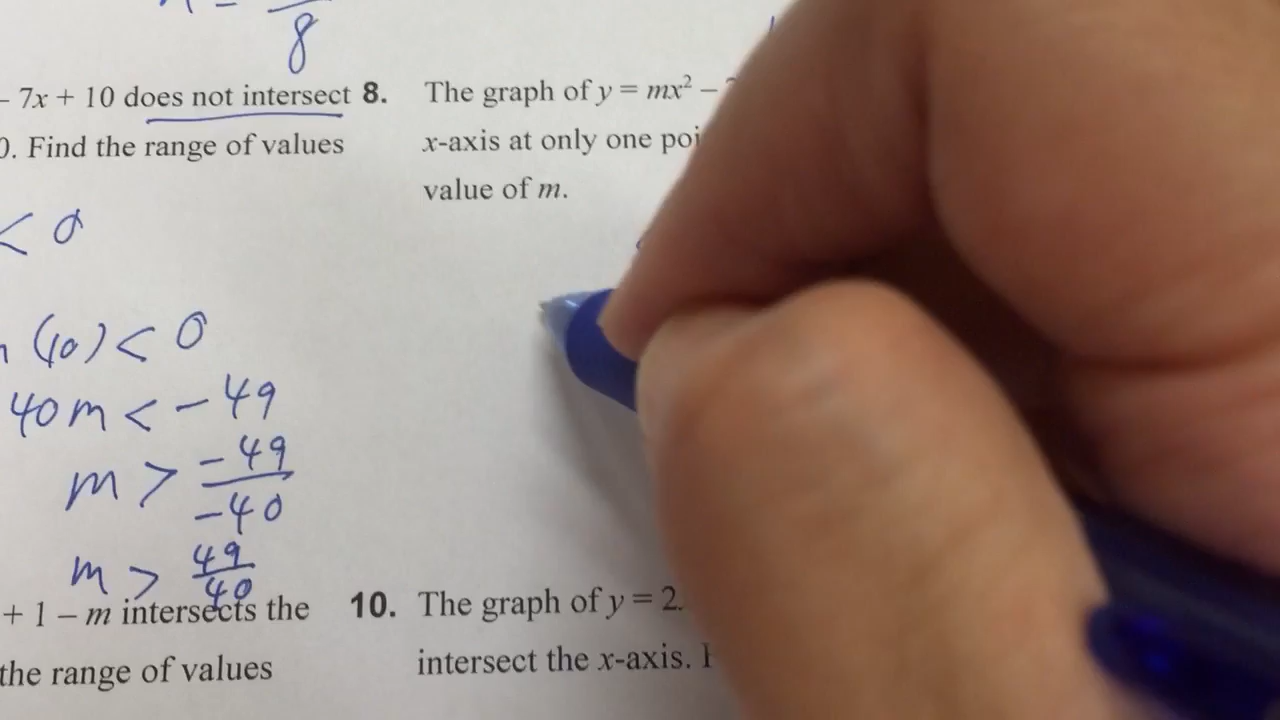 8
– 7x + 10 does not intersect
0. Find the range of values
< 0
(10) < 0
40m < -49
m > -49/-40
m > 49/40
+ 1 – m intersects the
the range of values
8. The graph of y = mx² –
x-axis at only one
value of m.
10. The graph of y = 2
intersect the x-axis.